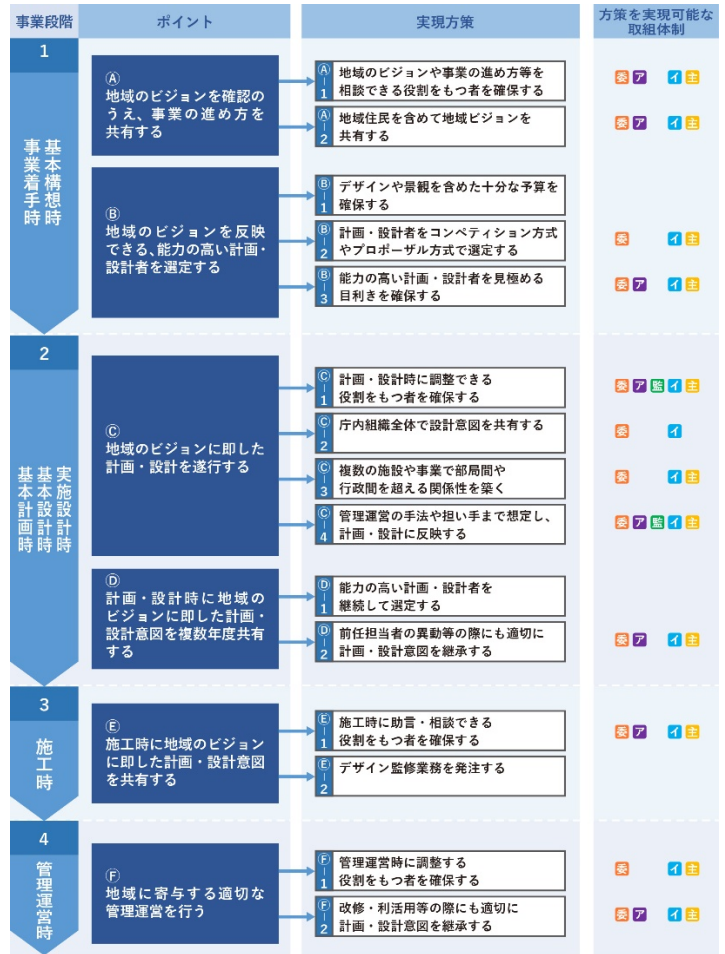 事業段階
ポイント
実現方策
方策を実現可能な
取組体制
1
事業着手時
基本構想時
Ⓐ
地域のビジョンを確認の
うえ、事業の進め方を
共有する
Ⓐ-1
地域のビジョンや事業の進め方等を
相談できる役割をもつ者を確保する
委 ア イ 主
Ⓐ-2
地域住民を含めて地域ビジョンを
共有する
委 ア イ 主
Ⓑ
地域のビジョンを反映
できる、能力の高い計画・
設計者を選定する
Ⓑ-1
デザインや景観を含めた十分な予算を
確保する
Ⓑ-2
計画・設計者をコンペティション方式
やプロポーザル方式で選定する
委 イ 主
Ⓑ-3
能力の高い計画・設計者を見極める
目利きを確保する
委 ア イ 主
2
基本計画時
基本設計時
実施設計時
Ⓒ
地域のビジョンに即した
計画・設計を遂行する
Ⓒ-1
計画・設計時に調整できる
役割をもつ者を確保する
委 ア 監 イ 主
Ⓒ-2
庁内組織全体で設計意図を共有する
委 イ
Ⓒ-3
複数の施設や事業で部局間や
行政間を超える関係性を築く
委 イ 主
Ⓒ-4
管理運営の手法や担い手まで想定し、
計画・設計に反映する
委 ア 監 イ 主
Ⓓ
計画・設計時に地域の
ビジョンに即した計画・
設計意図を複数年度共有
する
Ⓓ-1
能力の高い計画・設計者を
継続して選定する
Ⓓ-2
前任担当者の異動等の際にも適切に
計画・設計意図を継承する
委 ア イ 主
3
施工時
Ⓔ
施工時に地域のビジョン
に即した計画・設計意図
を共有する
Ⓔ-1
施工時に助言・相談できる
役割をもつ者を確保する
委 ア イ 主
Ⓔ-2
デザイン監修業務を発注する
4
管理運営時
Ⓕ
地域に寄与する適切な
管理運営を行う
Ⓕ-1
管理運営時に調整する
役割をもつ者を確保する
委 イ 主
Ⓕ-2
改修・利活用等の際にも適切に
計画・設計意図を継承する
委 ア イ 主